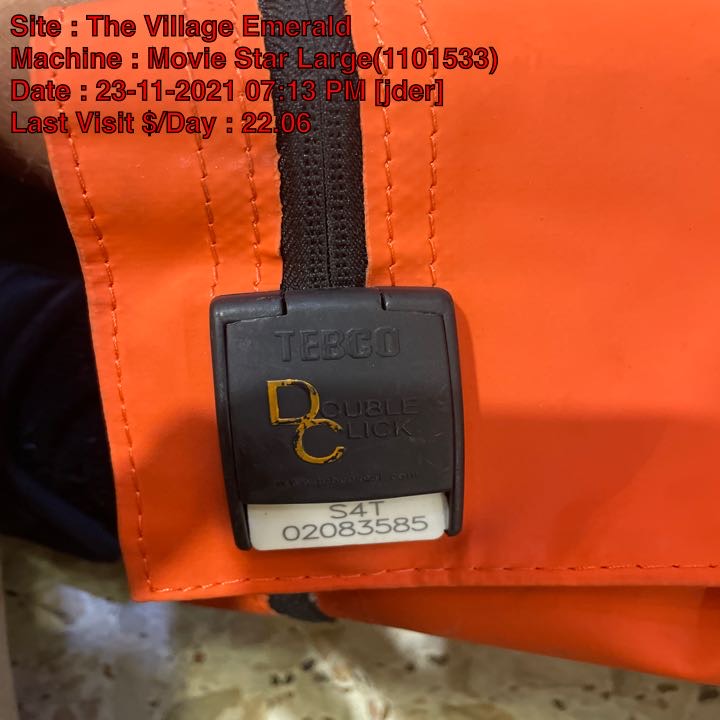 Site : The Village Emerald
Machine : Movie Star Large(1101533)
Date : 23-11-2021 07:13 PM [jder]
Last Visit $/Day : 22.06
TEBCO
DOUBLE
CLICK
S4T
02083585